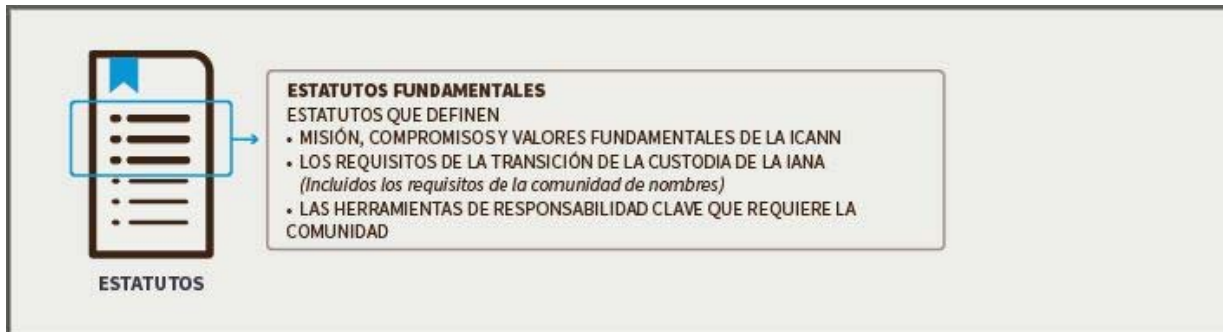 ESTATUTOS FUNDAMENTALES
ESTATUTOS QUE DEFINEN
• MISIÓN, COMPROMISOS Y VALORES FUNDAMENTALES DE LA ICANN
• LOS REQUISITOS DE LA TRANSICIÓN DE LA CUSTODIA DE LA IANA
(Incluidos los requisitos de la comunidad de nombres)
• LAS HERRAMIENTAS DE RESPONSABILIDAD CLAVE QUE REQUIERE LA
COMUNIDAD
ESTATUTOS